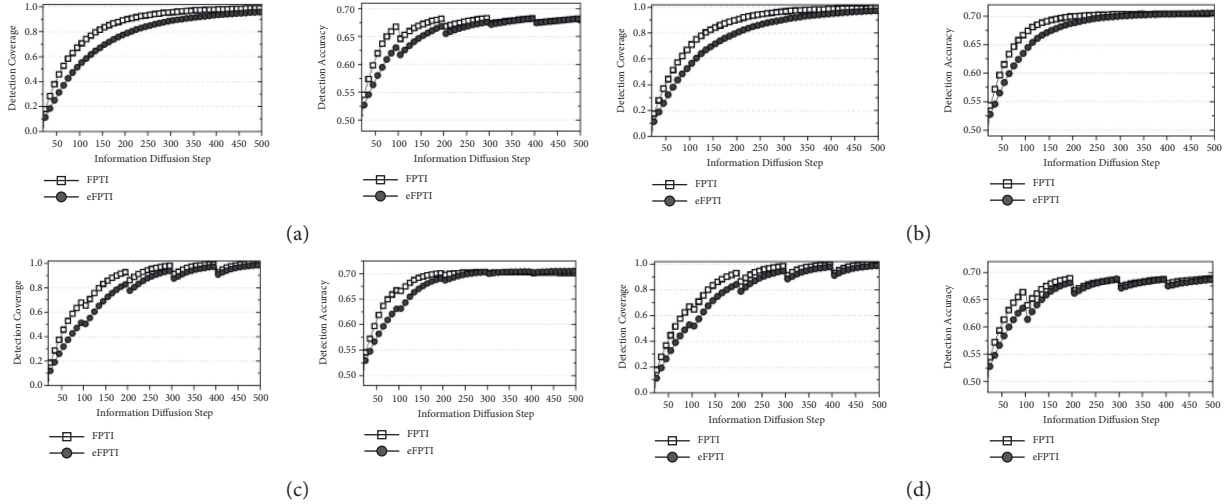 Detection Coverage
1.0
0.8
0.6
0.4
0.2
0.0
50 100 150 200 250 300 350 400 450 500
Information Diffusion Step
FPTI
eFPTI
Detection Accuracy
0.70
0.65
0.60
0.55
0.50
50 100 150 200 250 300 350 400 450 500
Information Diffusion Step
FPTI
eFPTI
(a)
Detection Coverage
1.0
0.8
0.6
0.4
0.2
0.0
50 100 150 200 250 300 350 400 450 500
Information Diffusion Step
FPTI
eFPTI
Detection Accuracy
0.70
0.65
0.60
0.55
0.50
50 100 150 200 250 300 350 400 450 500
Information Diffusion Step
FPTI
eFPTI
(b)
Detection Coverage
1.0
0.8
0.6
0.4
0.2
0.0
50 100 150 200 250 300 350 400 450 500
Information Diffusion Step
FPTI
eFPTI
Detection Accuracy
0.70
0.65
0.60
0.55
0.50
50 100 150 200 250 300 350 400 450 500
Information Diffusion Step
FPTI
eFPTI
(c)
Detection Coverage
1.0
0.8
0.6
0.4
0.2
0.0
50 100 150 200 250 300 350 400 450 500
Information Diffusion Step
FPTI
eFPTI
Detection Accuracy
0.70
0.65
0.60
0.55
0.50
50 100 150 200 250 300 350 400 450 500
Information Diffusion Step
FPTI
eFPTI
(d)